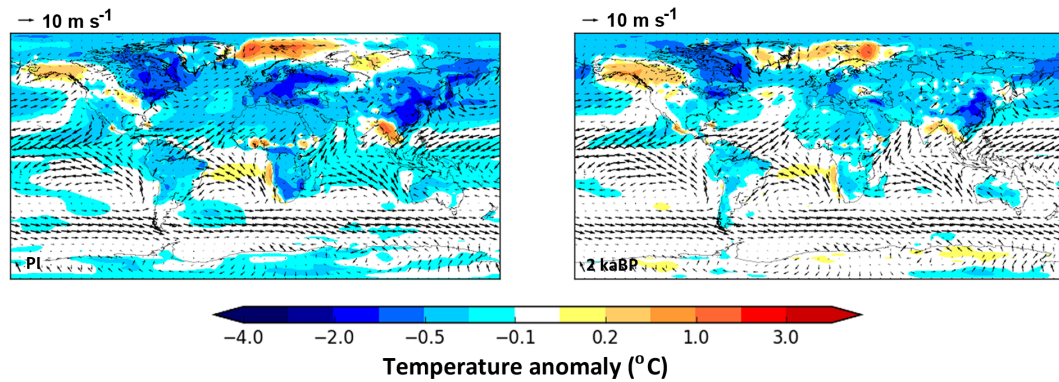 → 10 m s⁻¹
→ 10 m s⁻¹
PI
2 kaBP
−4.0 −2.0 −0.5 −0.1 0.2 1.0 3.0
Temperature anomaly (°C)